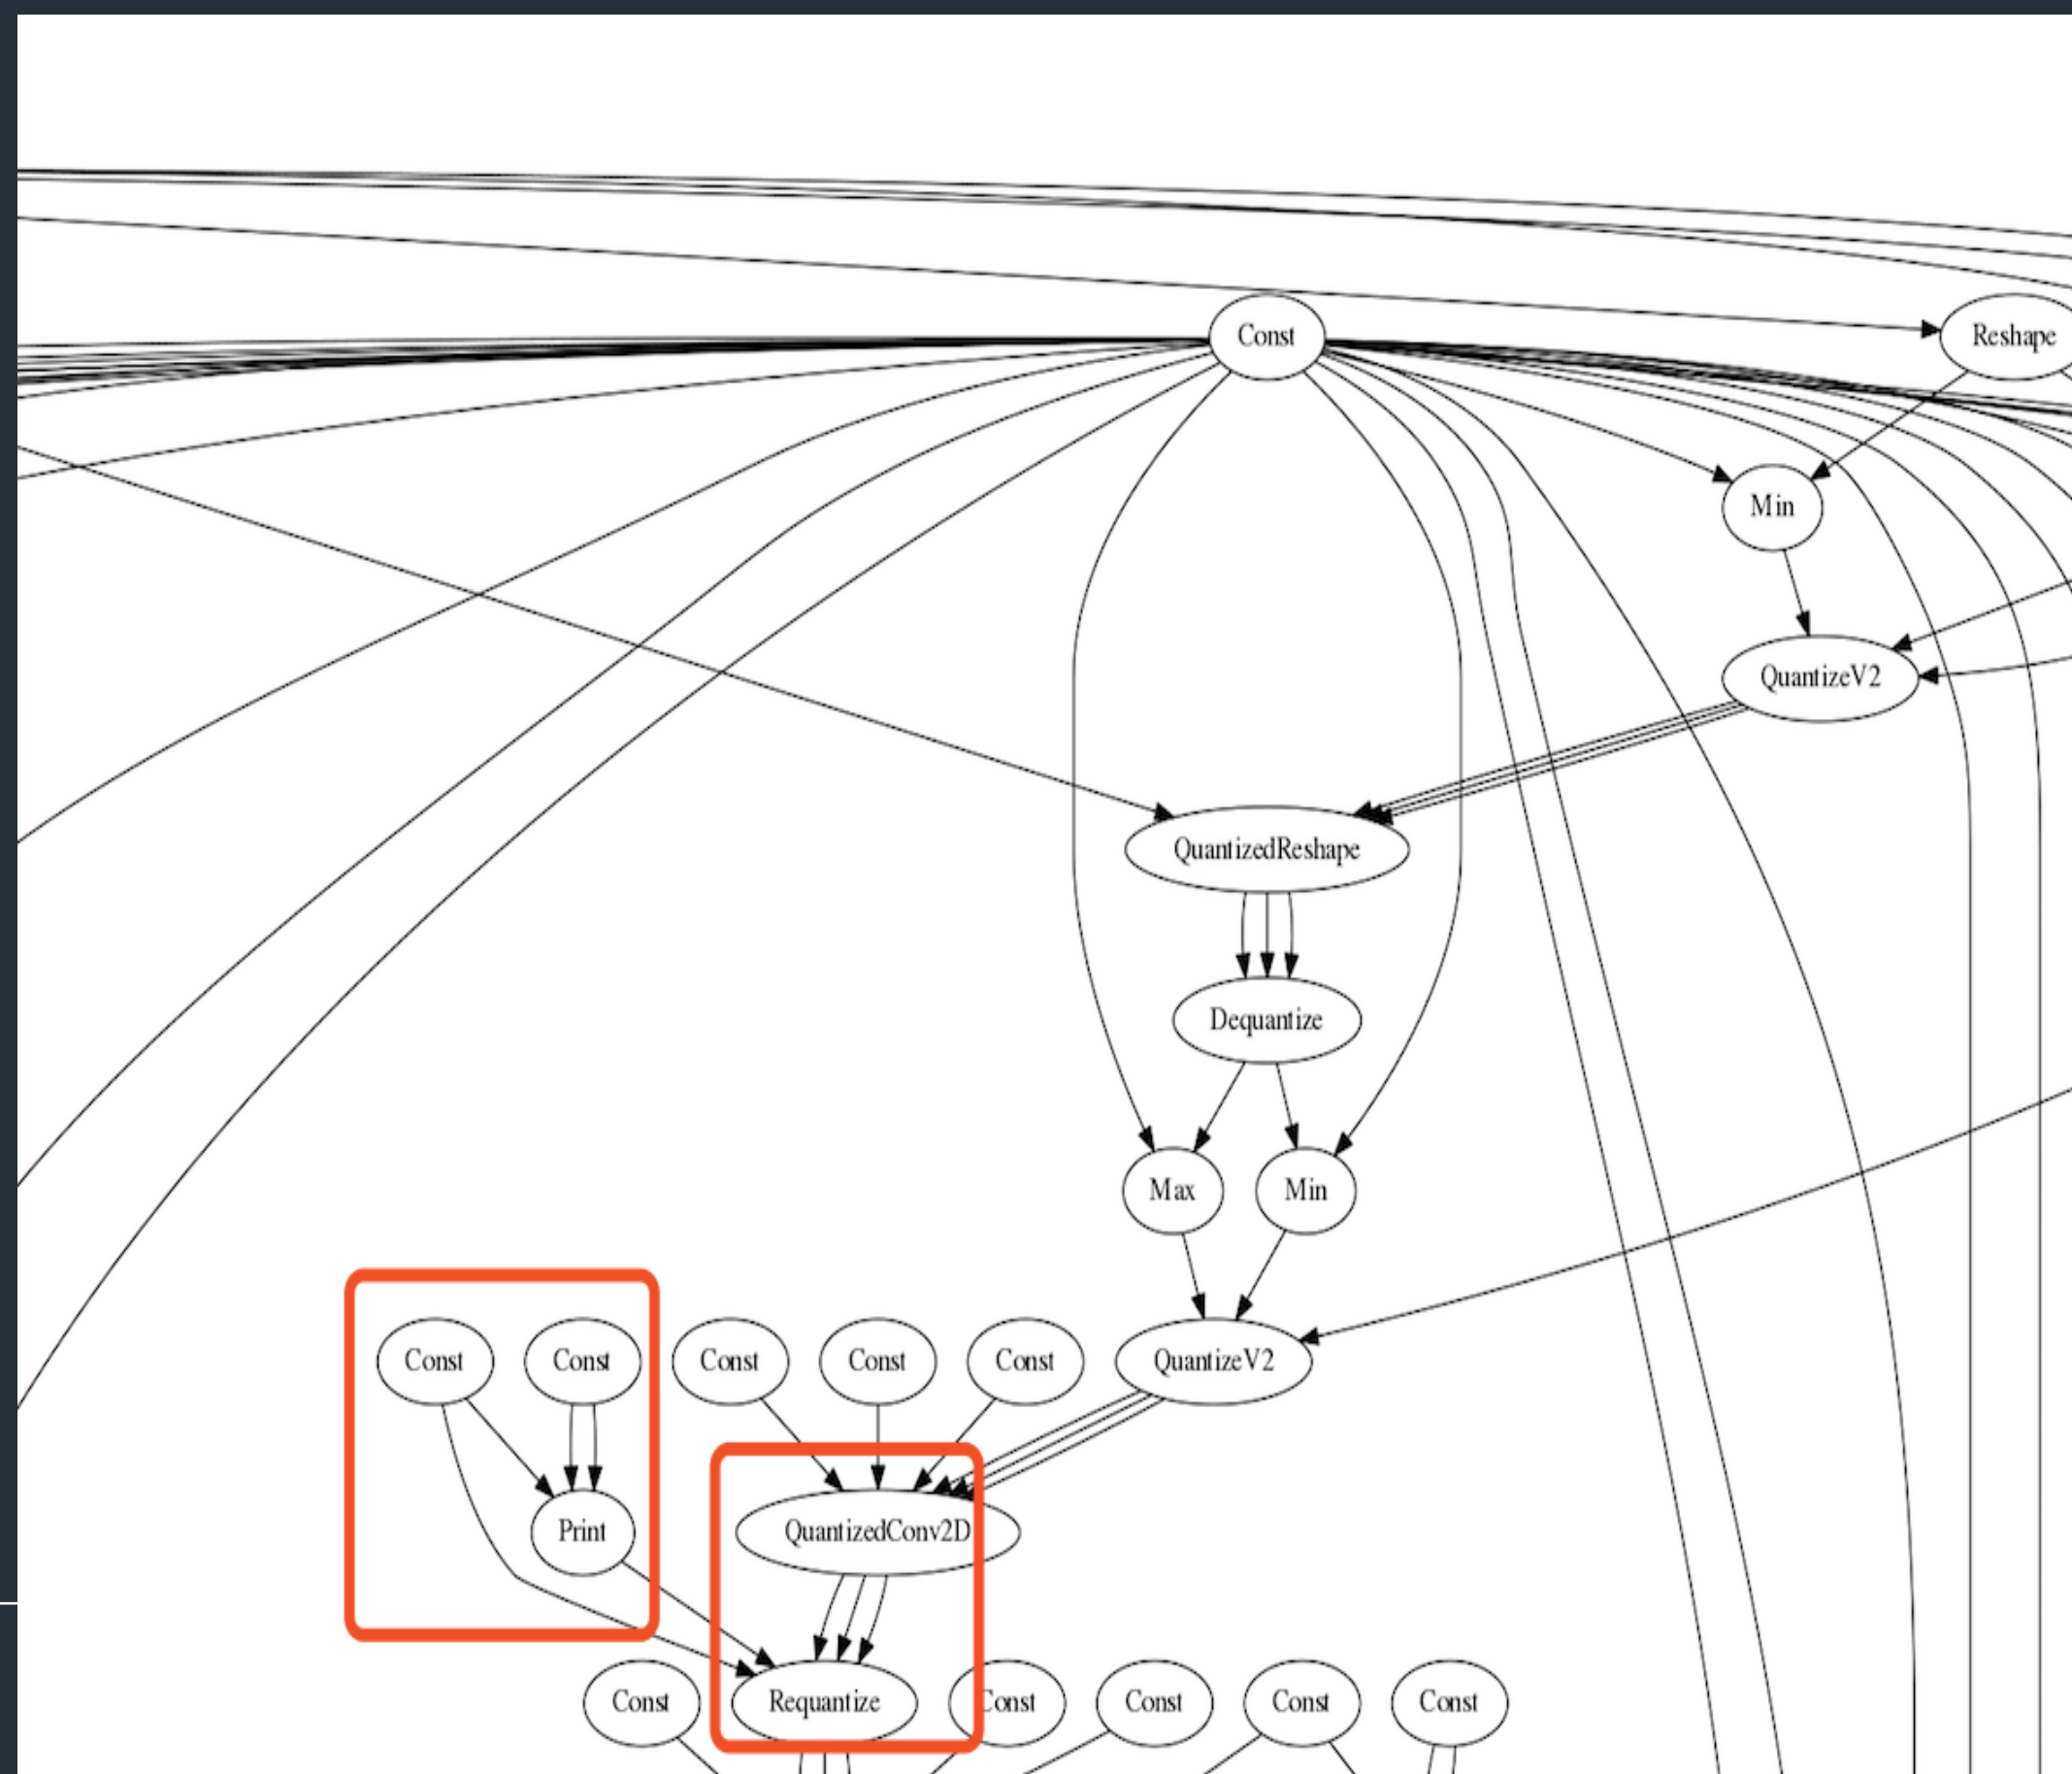 Const
Reshape
Min
QuantizeV2
QuantizedReshape
Dequantize
Max
Min
Const
Const
Const
Const
Const
QuantizeV2
Print
QuantizedConv2D
Const
Requantize
Const
Const
Const
Const